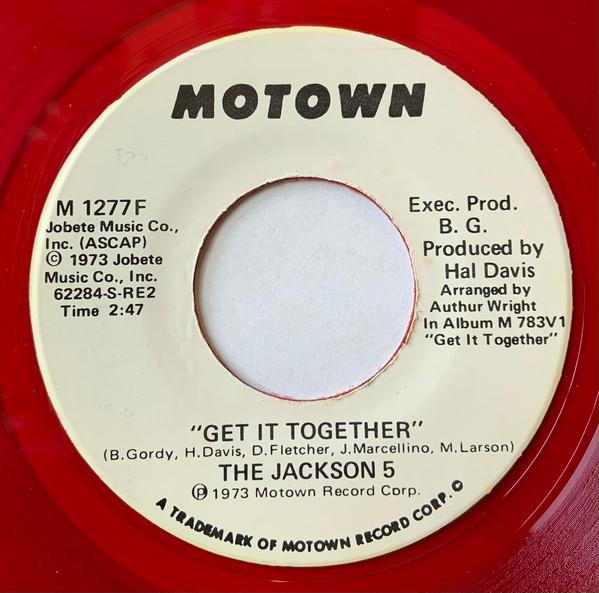 MOTOWN
M 1277F
Jobete Music Co.,
Inc. (ASCAP)
© 1973 Jobete
Music Co., Inc.
62284-S-RE2
Time 2:47
Exec. Prod.
B. G.
Produced by
Hal Davis
Arranged by
Authur Wright
In Album M 783V1
"Get It Together"
"GET IT TOGETHER"
(B.Gordy, H.Davis, D.Fletcher, J.Marcellino, M.Larson)
THE JACKSON 5
℗ 1973 Motown Record Corp.
A TRADEMARK OF MOTOWN RECORD CORP. ©